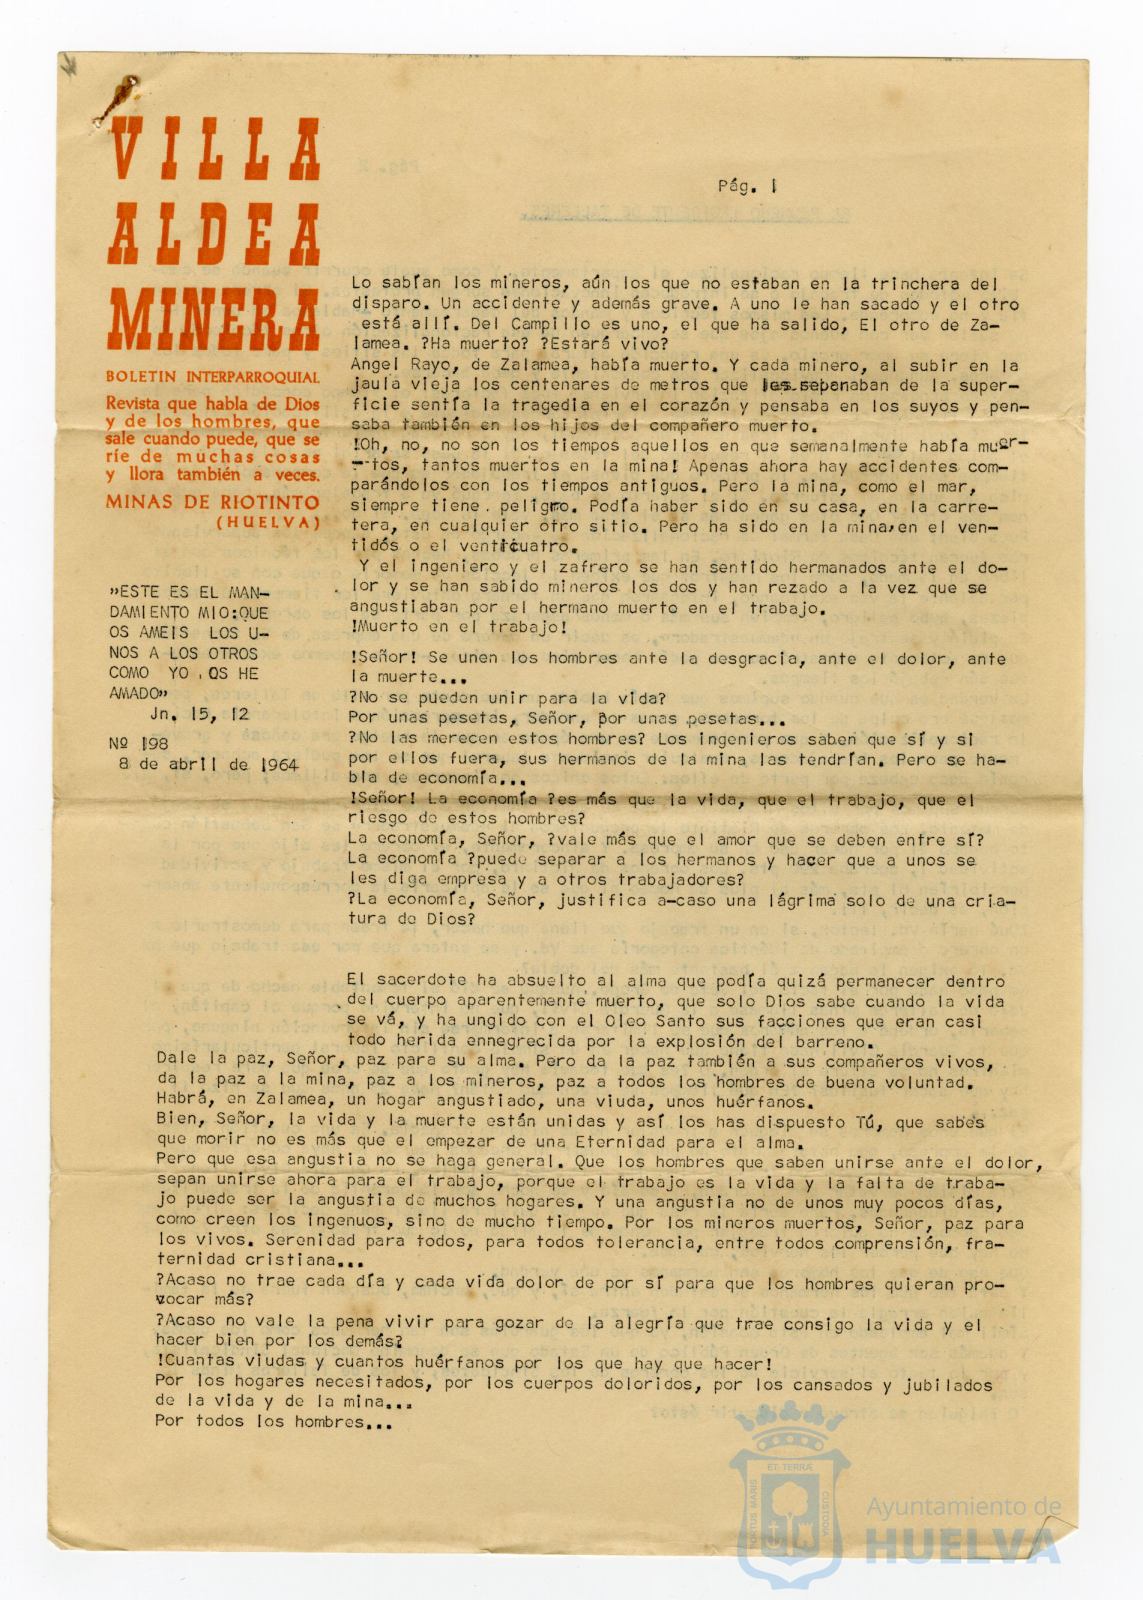 VILLA
ALDEA
MINERA
BOLETIN INTERPARROQUIAL
Revista que habla de Dios
y de los hombres, que
sale cuando puede, que se
ríe de muchas cosas
y llora también a veces.
MINAS DE RIOTINTO
(HUELVA)
»ESTE ES EL MAN-
DAMIENTO MIO:QUE
OS AMEIS LOS U-
NOS A LOS OTROS
COMO YO OS HE
AMADO»
Jn. 15, 12
Nº 198
8 de abril de 1964
Pág. 1
Lo sabían los mineros, aún los que no estaban en la trinchera del
disparo. Un accidente y además grave. A uno le han sacado y el otro
está allí. Del Campillo es uno, el que ha salido, El otro de Za-
lamea. ?Ha muerto? ?Estará vivo?
Angel Rayo, de Zalamea, había muerto. Y cada minero, al subir en la
jaula vieja los centenares de metros que les separaban de la super-
ficie sentía la tragedia en el corazón y pensaba en los suyos y pen-
saba también en los hijos del compañero muerto.
!Oh, no, no son los tiempos aquellos en que semanalmente había muer-
tos, tantos muertos en la mina! Apenas ahora hay accidentes com-
parándolos con los tiempos antiguos. Pero la mina, como el mar,
siempre tiene peligro. Podía haber sido en su casa, en la carre-
tera, en cualquier otro sitio. Pero ha sido en la mina, en el ven-
tidós o el venticuatro.
Y el ingeniero y el zafrero se han sentido hermanados ante el do-
lor y se han sabido mineros los dos y han rezado a la vez que se
angustiaban por el hermano muerto en el trabajo.
!Muerto en el trabajo!
!Señor! Se unen los hombres ante la desgracia, ante el dolor, ante
la muerte...
?No se pueden unir para la vida?
Por unas pesetas, Señor, por unas pesetas...
?No las merecen estos hombres? Los ingenieros saben que sí y si
por ellos fuera, sus hermanos de la mina las tendrían. Pero se ha-
bla de economía...
!Señor! La economía ?es más que la vida, que el trabajo, que el
riesgo de estos hombres?
La economía, Señor, ?vale más que el amor que se deben entre sí?
La economía ?puede separar a los hermanos y hacer que a unos se
les diga empresa y a otros trabajadores?
?La economía, Señor, justifica a-caso una lágrima solo de una cria-
tura de Dios?
El sacerdote ha absuelto al alma que podía quizá permanecer dentro
del cuerpo aparentemente muerto, que solo Dios sabe cuando la vida
se vá, y ha ungido con el Oleo Santo sus facciones que eran casi
todo herida ennegrecida por la explosión del barreno.
Dale la paz, Señor, paz para su alma. Pero da la paz también a sus compañeros vivos,
da la paz a la mina, paz a los mineros, paz a todos los hombres de buena voluntad.
Habrá, en Zalamea, un hogar angustiado, una viuda, unos huérfanos.
Bien, Señor, la vida y la muerte están unidas y así los has dispuesto Tú, que sabes
que morir no es más que el empezar de una Eternidad para el alma.
Pero que esa angustia no se haga general. Que los hombres que saben unirse ante el dolor,
sepan unirse ahora para el trabajo, porque el trabajo es la vida y la falta de traba-
jo puede ser la angustia de muchos hogares. Y una angustia no de unos muy pocos días,
como creen los ingenuos, sino de mucho tiempo. Por los mineros muertos, Señor, paz para
los vivos. Serenidad para todos, para todos tolerancia, entre todos comprensión, fra-
ternidad cristiana...
?Acaso no trae cada día y cada vida dolor de por sí para que los hombres quieran pro-
vocar más?
?Acaso no vale la pena vivir para gozar de la alegría que trae consigo la vida y el
hacer bien por los demás?
!Cuantas viudas y cuantos huérfanos por los que hay que hacer!
Por los hogares necesitados, por los cuerpos doloridos, por los cansados y jubilados
de la vida y de la mina...
Por todos los hombres...
ET TERRÆ
PORTUS MARIS
CUSTODIA
Ayuntamiento de
HUELVA